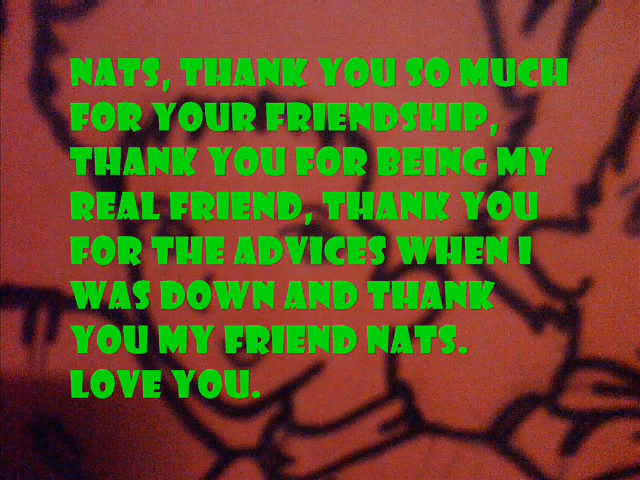 NATS, THANK YOU SO MUCH
FOR YOUR FRIENDSHIP,
THANK YOU FOR BEING MY
REAL FRIEND, THANK YOU
FOR THE ADVICES WHEN I
WAS DOWN AND THANK
YOU MY FRIEND NATS.
LOVE YOU.